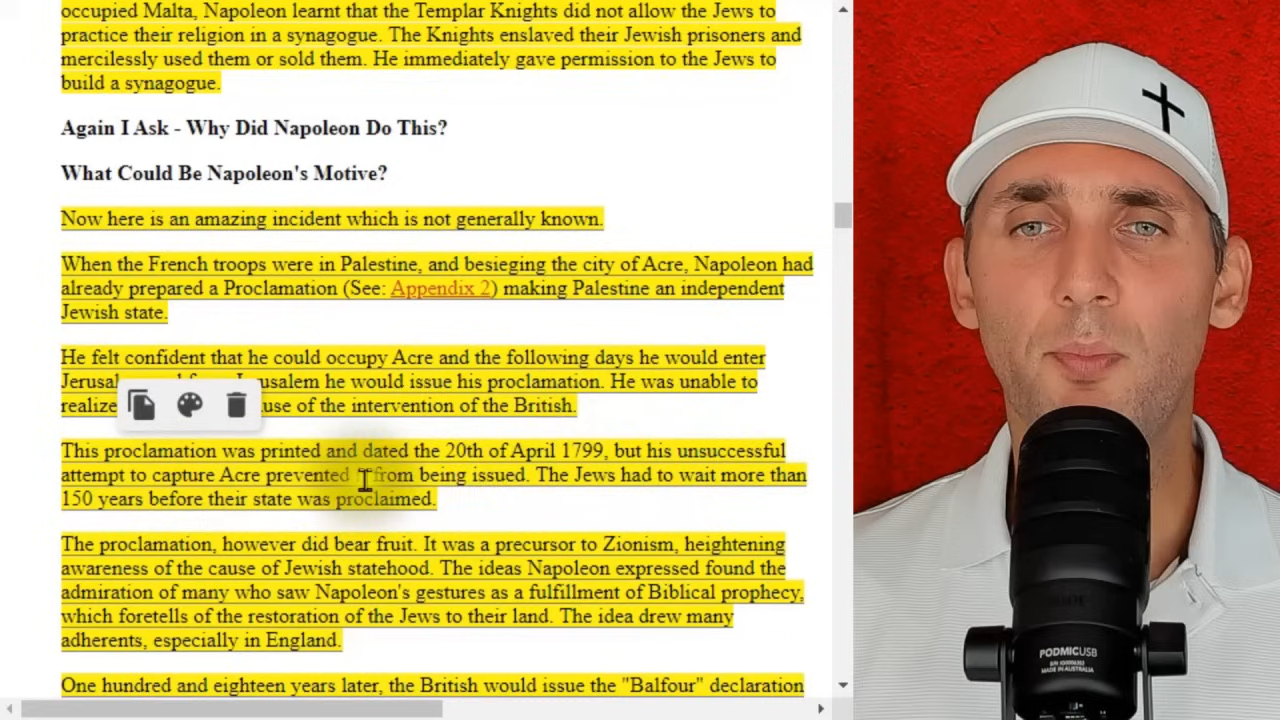 occupied Malta, Napoleon learnt that the Templar Knights did not allow the Jews to
practice their religion in a synagogue. The Knights enslaved their Jewish prisoners and
mercilessly used them or sold them. He immediately gave permission to the Jews to
build a synagogue.
Again I Ask - Why Did Napoleon Do This?
What Could Be Napoleon's Motive?
Now here is an amazing incident which is not generally known.
When the French troops were in Palestine, and besieging the city of Acre, Napoleon had
already prepared a Proclamation (See: Appendix 2) making Palestine an independent
Jewish state.
He felt confident that he could occupy Acre and the following days he would enter
Jerusalem he would issue his proclamation. He was unable to
realize of the intervention of the British.
This proclamation was printed and dated the 20th of April 1799, but his unsuccessful
attempt to capture Acre prevented from being issued. The Jews had to wait more than
150 years before their state was proclaimed.
The proclamation, however did bear fruit. It was a precursor to Zionism, heightening
awareness of the cause of Jewish statehood. The ideas Napoleon expressed found the
admiration of many who saw Napoleon's gestures as a fulfillment of Biblical prophecy,
which foretells of the restoration of the Jews to their land. The idea drew many
adherents, especially in England.
One hundred and eighteen years later, the British would issue the "Balfour" declaration
PODMICUSB
MADE IN AUSTRALIA